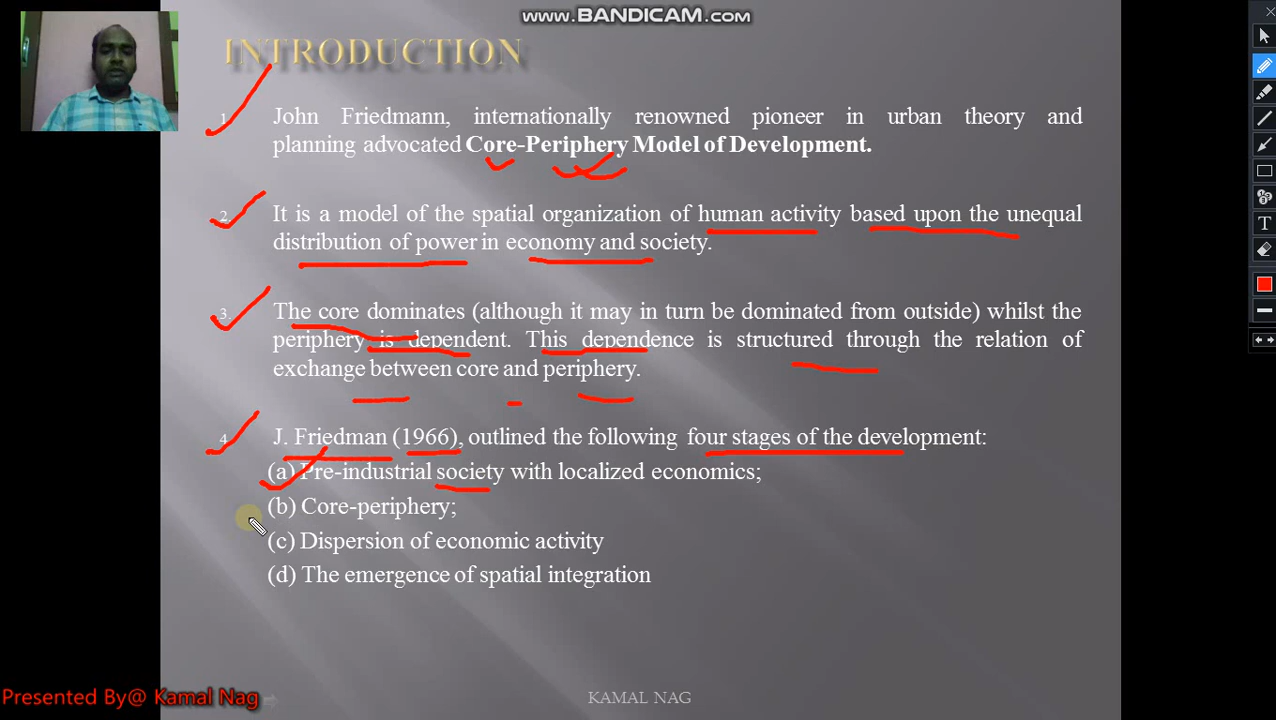 www.BANDICAM.com
INTRODUCTION
1. John Friedmann, internationally renowned pioneer in urban theory and
planning advocated Core-Periphery Model of Development.
2. It is a model of the spatial organization of human activity based upon the unequal
distribution of power in economy and society.
3. The core dominates (although it may in turn be dominated from outside) whilst the
periphery is dependent. This dependence is structured through the relation of
exchange between core and periphery.
4. J. Friedman (1966), outlined the following four stages of the development:
(a) Pre-industrial society with localized economics;
(b) Core-periphery;
(c) Dispersion of economic activity
(d) The emergence of spatial integration
Presented By@ Kamal Nag
KAMAL NAG